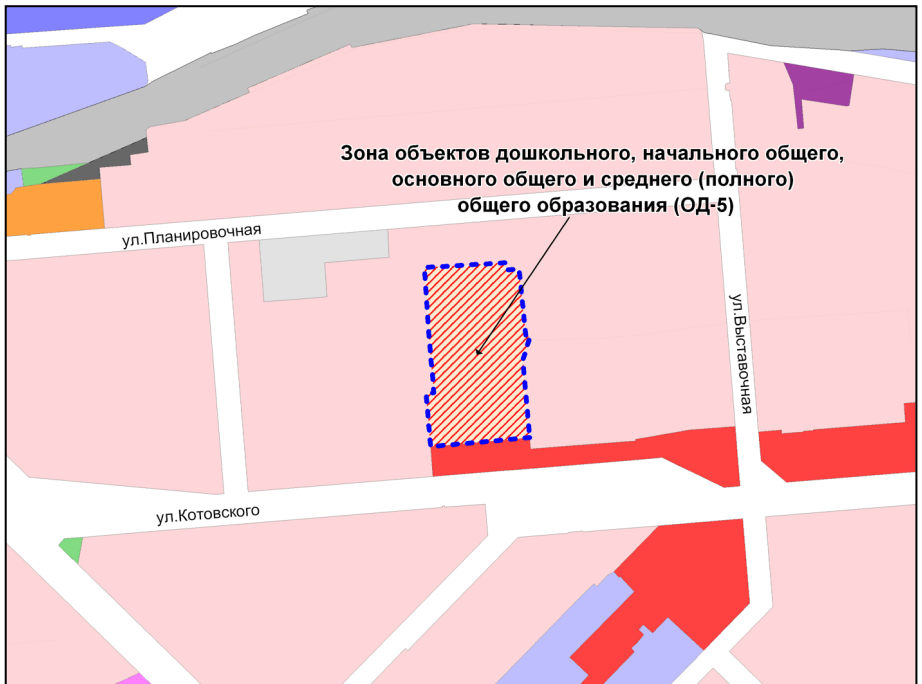 Зона объектов дошкольного, начального общего,
основного общего и среднего (полного)
общего образования (ОД-5)
ул.Планировочная
ул.Выставочная
ул.Котовского